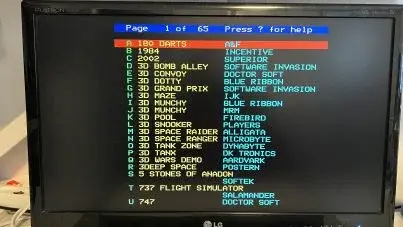 Page 1 of 65 Press ? for help
A 180 DARTS A&F
B 1984 INCENTIVE
C 2002 SUPERIOR
D 3D BOMB ALLEY SOFTWARE INVASION
E 3D CONVOY DOCTOR SOFT
F 3D DOTTY BLUE RIBBON
G 3D GRAND PRIX SOFTWARE INVASION
H 3D MAZE IJK
I 3D MUNCHY BLUE RIBBON
J 3D MUNCHY MRM
K 3D POOL FIREBIRD
L 3D SNOOKER PLAYERS
M 3D SPACE RAIDER ALLIGATA
N 3D SPACE RANGER MICROBYTE
O 3D TANK ZONE DYNABYTE
P 3D TANX DK TRONICS
Q 3D WARS DEMO AARDVARK
R 3DEEP SPACE POSTERN
S 5 STONES OF ANADON
SOFTEK
T 737 FLIGHT SIMULATOR
SALAMANDER
U 747 DOCTOR SOFT
LG